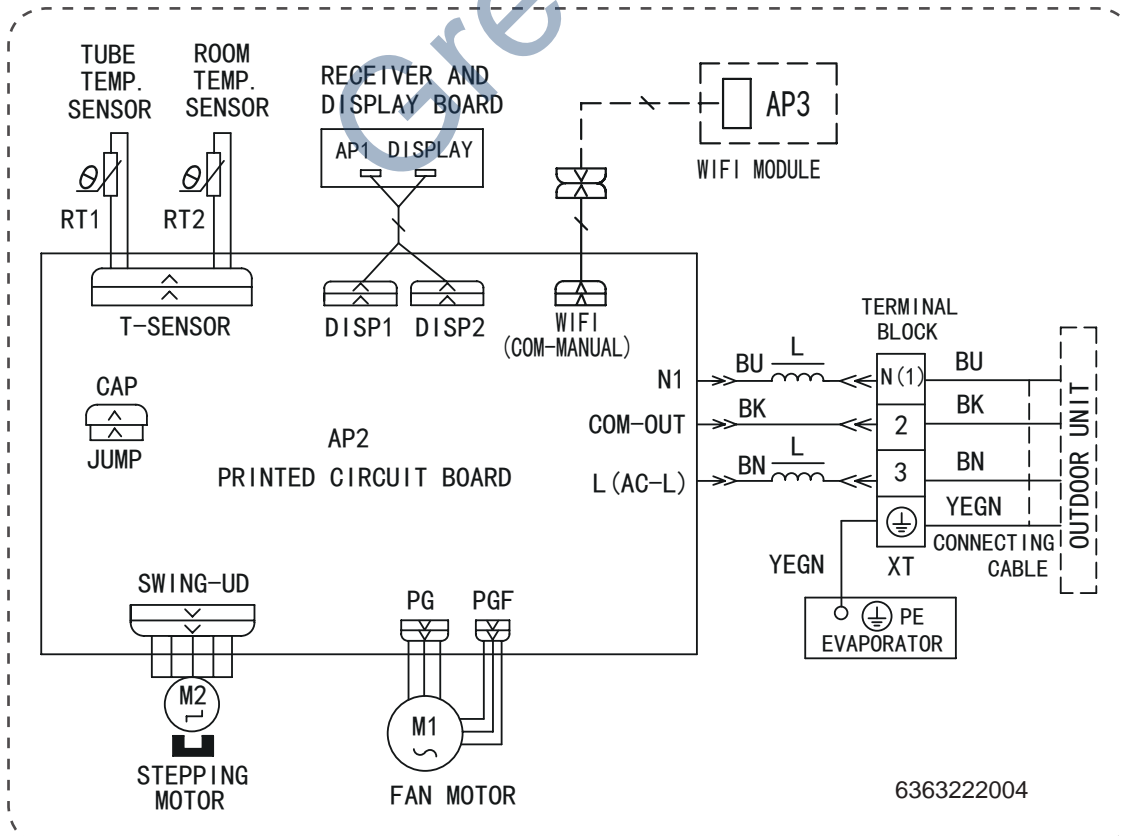 TUBE
TEMP.
SENSOR
ROOM
TEMP.
SENSOR
RECEIVER AND
DISPLAY BOARD
AP1 DISPLAY
AP3
WIFI MODULE
RT1
RT2
T-SENSOR
DISP1
DISP2
WIFI
(COM-MANUAL)
TERMINAL
BLOCK
N1
BU
L
N(1)
BU
COM-OUT
BK
2
BK
L(AC-L)
BN
L
3
BN
YEGN
CONNECTING
CABLE
OUTDOOR UNIT
XT
YEGN
PE
EVAPORATOR
CAP
JUMP
AP2
PRINTED CIRCUIT BOARD
SWING-UD
PG
PGF
M2
STEPPING
MOTOR
M1
FAN MOTOR
6363222004
Gre